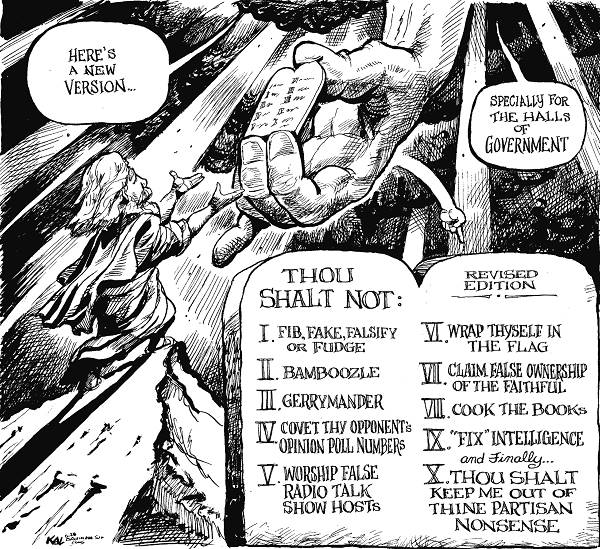 HERE'S
A NEW
VERSION...
SPECIALLY FOR
THE HALLS
OF
GOVERNMENT
THOU
SHALT NOT:
I. FIB, FAKE, FALSIFY
OR FUDGE
II. BAMBOOZLE
III. GERRYMANDER
IV. COVET THY OPPONENT'S
OPINION POLL NUMBERS
V. WORSHIP FALSE
RADIO TALK
SHOW HOSTS
REVISED
EDITION
VI. WRAP THYSELF IN
THE FLAG
VII. CLAIM FALSE OWNERSHIP
OF THE FAITHFUL
VIII. COOK THE BOOKS
IX. "FIX" INTELLIGENCE
and Finally...
X. THOU SHALT
KEEP ME OUT OF
THINE PARTISAN
NONSENSE
KAL